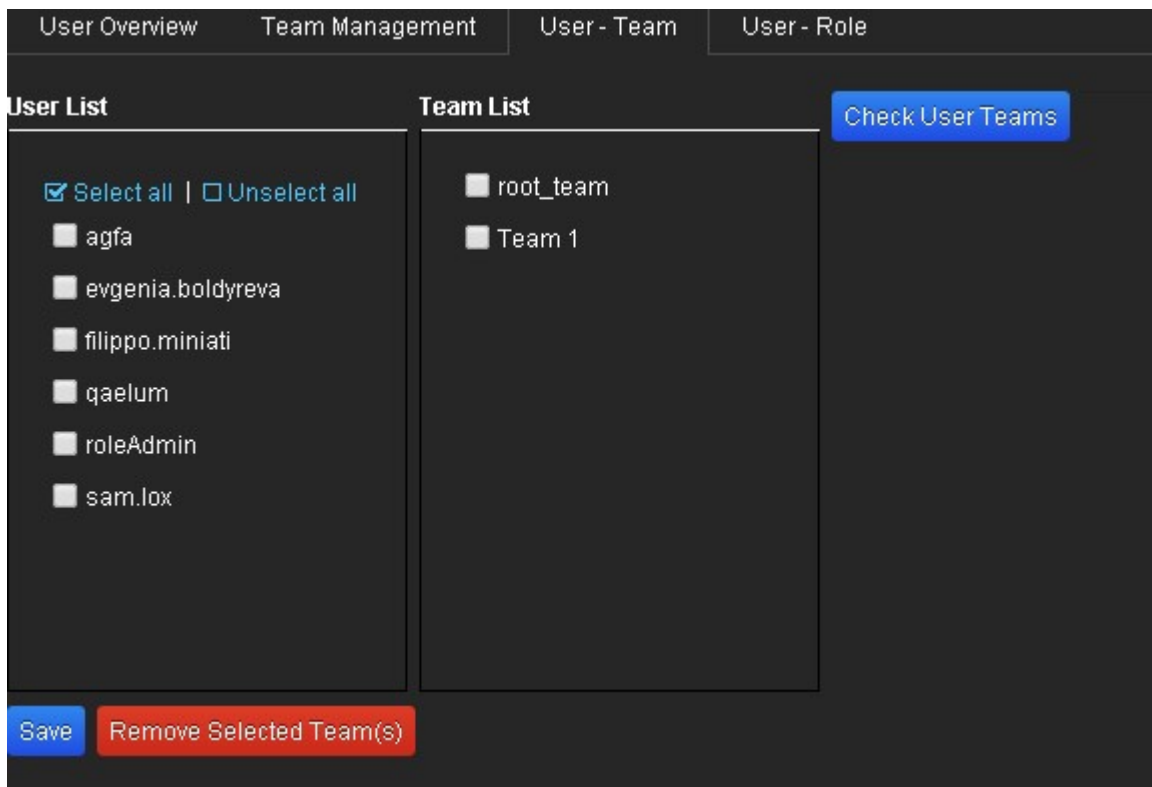 User Overview Team Management User - Team User - Role
User List
Select all | Unselect all
agfa
evgenia.boldyreva
filippo.miniati
qaelum
roleAdmin
sam.lox
Team List
root_team
Team 1
Check User Teams
Save Remove Selected Team(s)